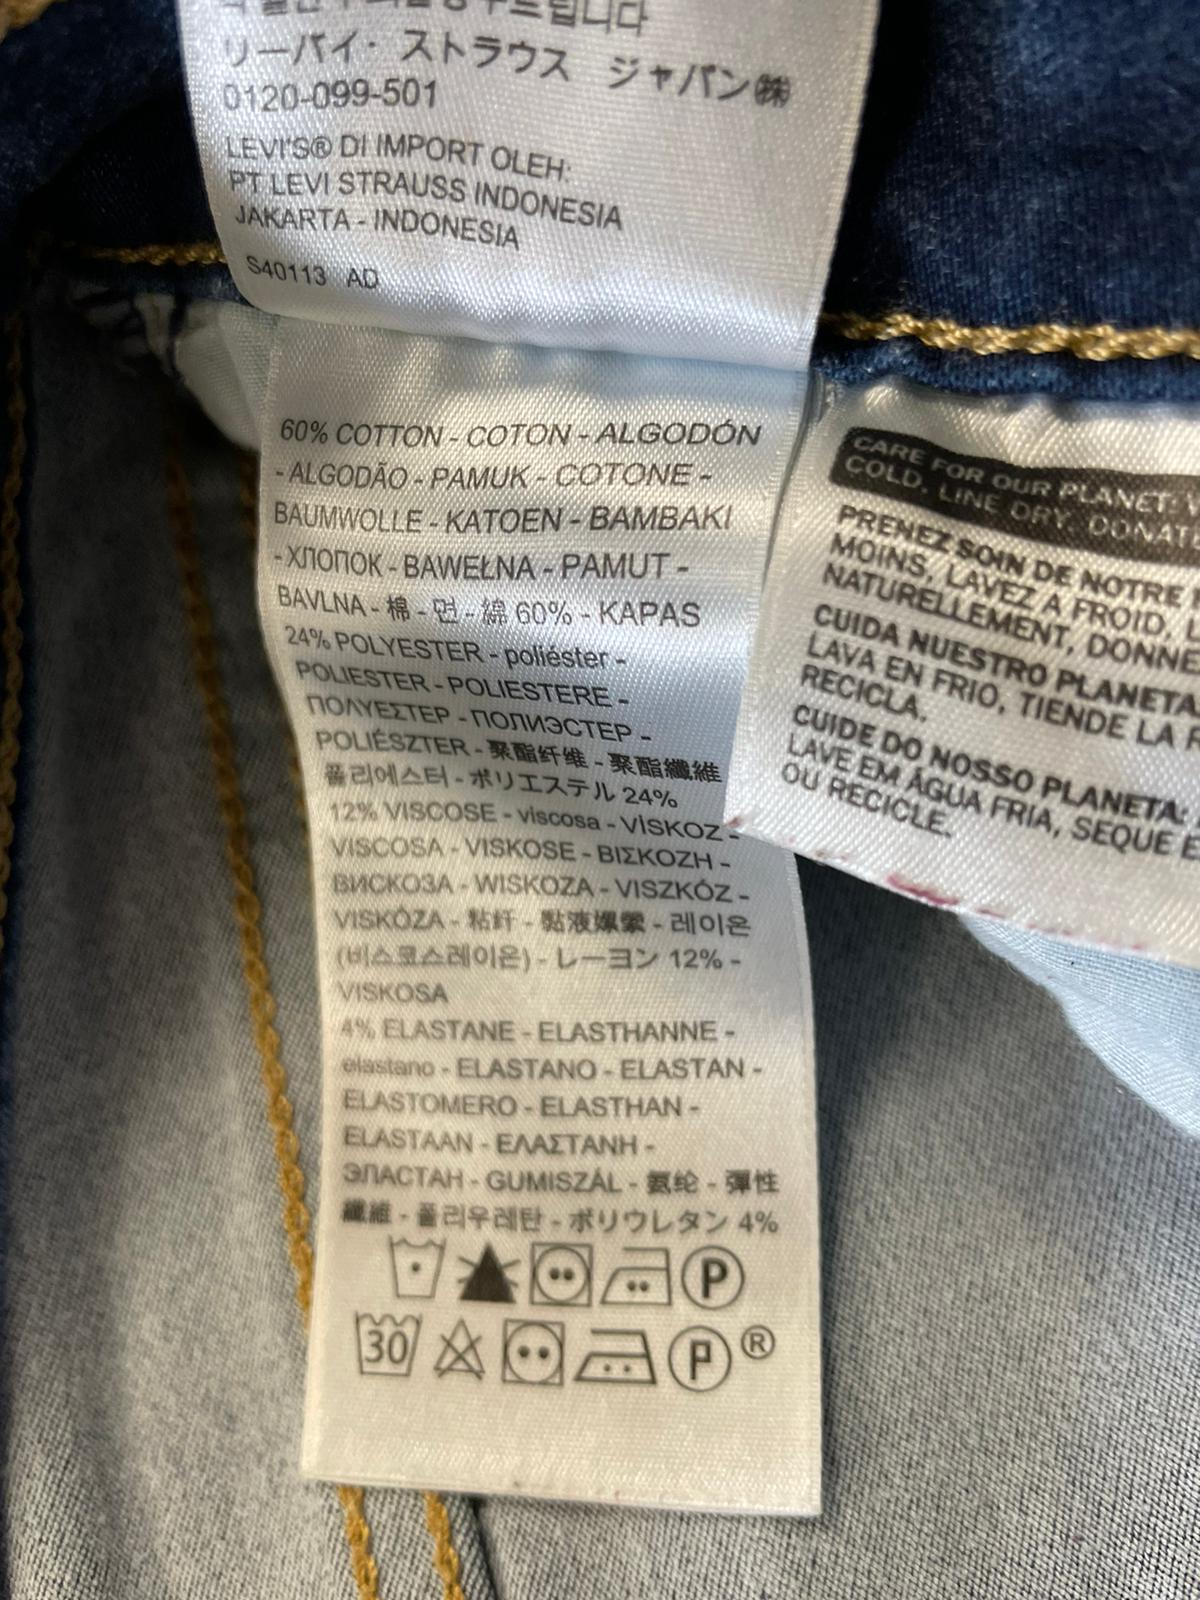 리바이·ストラウス ジャパン㈱
0120-099-501
LEVI'S® DI IMPORT OLEH:
PT LEVI STRAUSS INDONESIA
JAKARTA - INDONESIA
S40113 AD
60% COTTON - COTON - ALGODÓN
- ALGODÃO - PAMUK - COTONE -
BAUMWOLLE - KATOEN - BAMBAKI
- ХЛОПОК - BAWEŁNA - PAMUT -
BAVLNA - 棉 - 면 - 綿 60% - KAPAS
24% POLYESTER - poliéster -
POLIESTER - POLIESTERE -
ΠΟΛΥΕΣΤΕΡ - ПОЛИЭСТЕР -
POLIÉSZTER - 聚酯纤维 - 聚酯纖維
폴리에스터 - ポリエステル 24%
12% VISCOSE - viscosa - VİSKOZ -
VISCOSA - VISKOSE - ΒΙΣΚΟΖΗ -
ВИСКОЗА - WISKOZA - VISZKÓZ -
VISKÓZA - 粘纤 - 黏液嫘縈 - 레이온
(비스코스레이온) - レーヨン 12% -
VISKOSA
4% ELASTANE - ELASTHANNE -
elastano - ELASTANO - ELASTAN -
ELASTOMERO - ELASTHAN -
ELASTAAN - ΕΛΑΣΤΑΝΗ -
ЭЛАСТАН - GUMISZÁL - 氨纶 - 彈性
纖維 - 폴리우레탄 - ポリウレタン 4%
P
30 P ®
CARE FOR OUR PLANET:
COLD, LINE DRY, DONATE
PRENEZ SOIN DE NOTRE
MOINS, LAVEZ À FROID,
NATURELLEMENT, DONNE
CUIDA NUESTRO PLANETA
LAVA EN FRIO, TIENDE LA
RECICLA.
CUIDE DO NOSSO PLANETA:
LAVE EM ÁGUA FRIA, SEQUE
OU RECICLE.